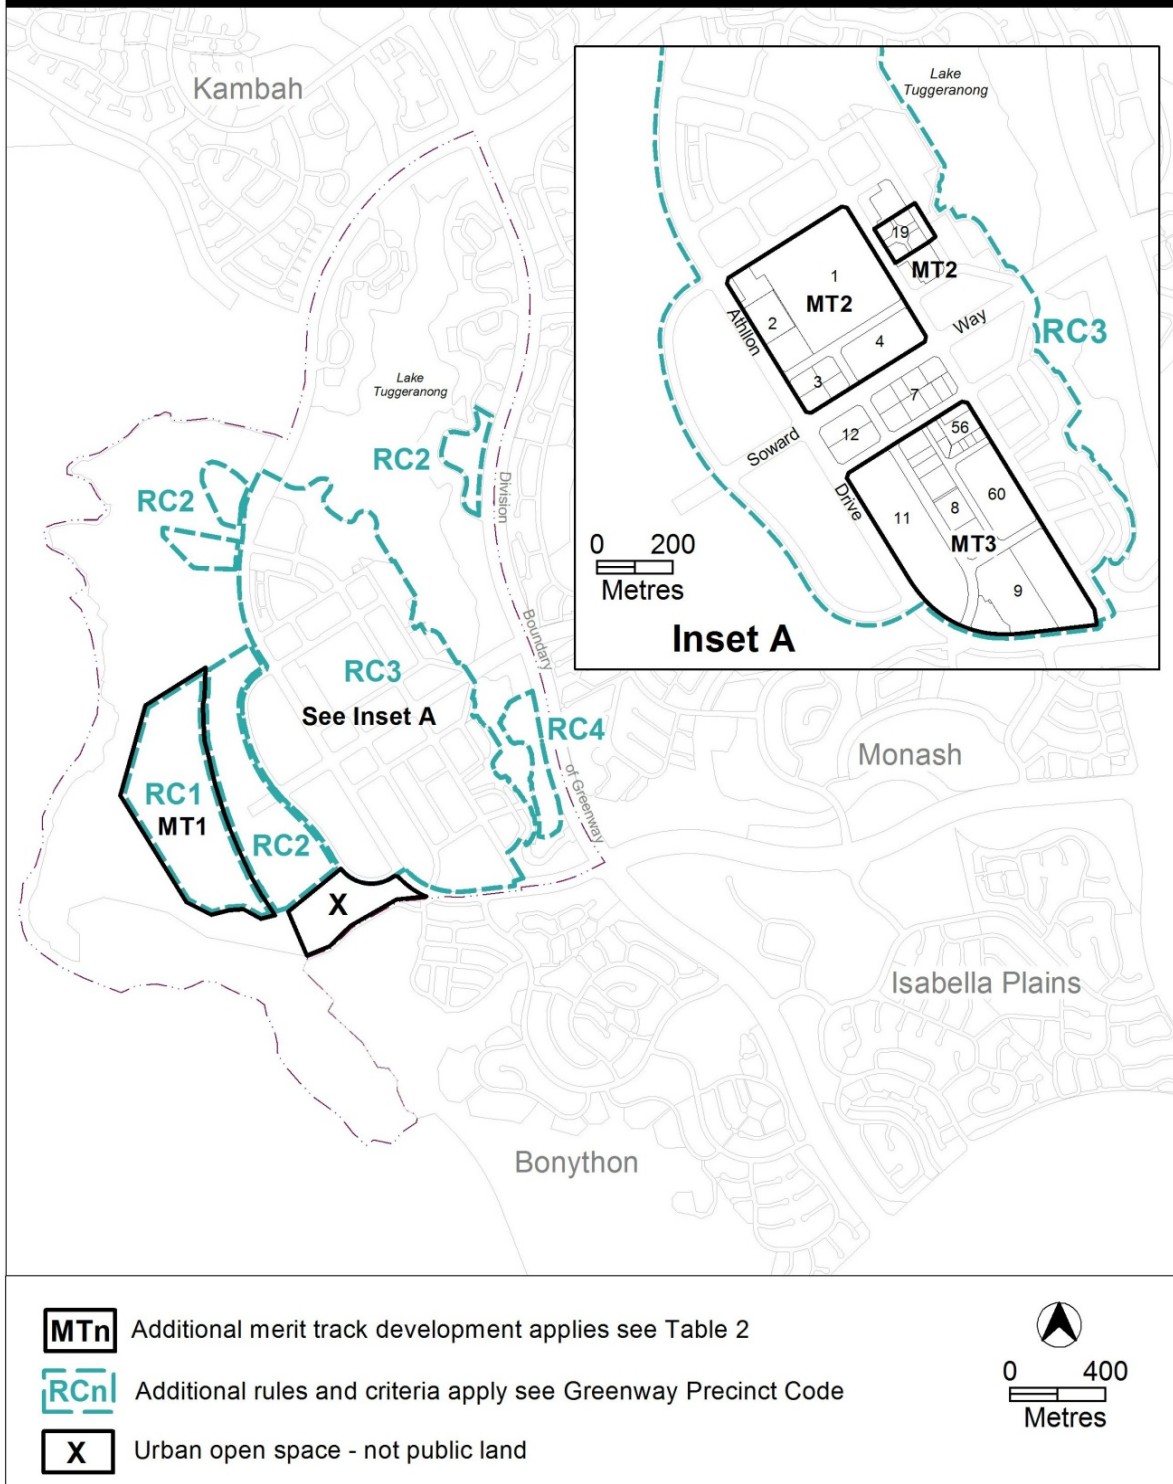 Kambah
Lake
Tuggeranong
RC2
RC2
Division
Boundary
of Greenway
RC3
See Inset A
RC4
RC1
MT1
RC2
X
Monash
Isabella Plains
Bonython
Lake
Tuggeranong
19
MT2
1
MT2
2
4
3
Athllon
Way
RC3
7
12
Soward
Drive
56
60
11
8
MT3
9
0 200
Metres
Inset A
MTn Additional merit track development applies see Table 2
RCn Additional rules and criteria apply see Greenway Precinct Code
X Urban open space - not public land
0 400
Metres